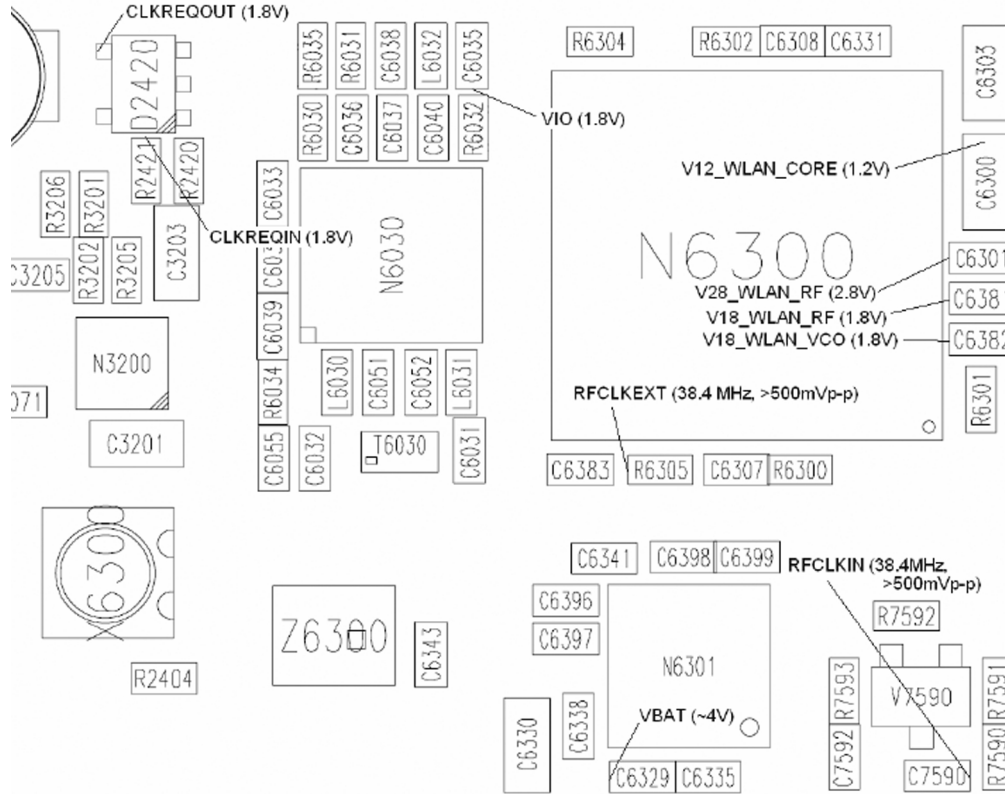 CLKREQOUT (1.8V)
D2420
R6035
R6031
C6038
L6032
C6035
R6304
R6302
C6308
C6331
C6303
R6030
C6036
C6037
C6040
R6032
VIO (1.8V)
R2421
R2420
V12_WLAN_CORE (1.2V)
C6300
R3206
R3201
C6033
CLKREQIN (1.8V)
C3203
N6030
N6300
C3205
R3202
R3205
C6301
V28_WLAN_RF (2.8V)
C638
V18_WLAN_RF (1.8V)
V18_WLAN_VCO (1.8V)
C6382
C6039
N3200
L6030
C6051
C6052
L6031
R6034
RFCLKEXT (38.4 MHz, >500mVp-p)
R6301
071
C3201
C6055
C6032
T6030
C6031
C6383
R6305
C6307
R6300
X6300
C6341
C6398
C6399
RFCLKIN (38.4MHz,
>500mVp-p)
C6396
R7592
C6397
Z6300
C6343
N6301
R2404
R7593
V7590
R7591
C6330
C6338
VBAT (~4V)
C7592
R7590
C6329
C6335
C7590